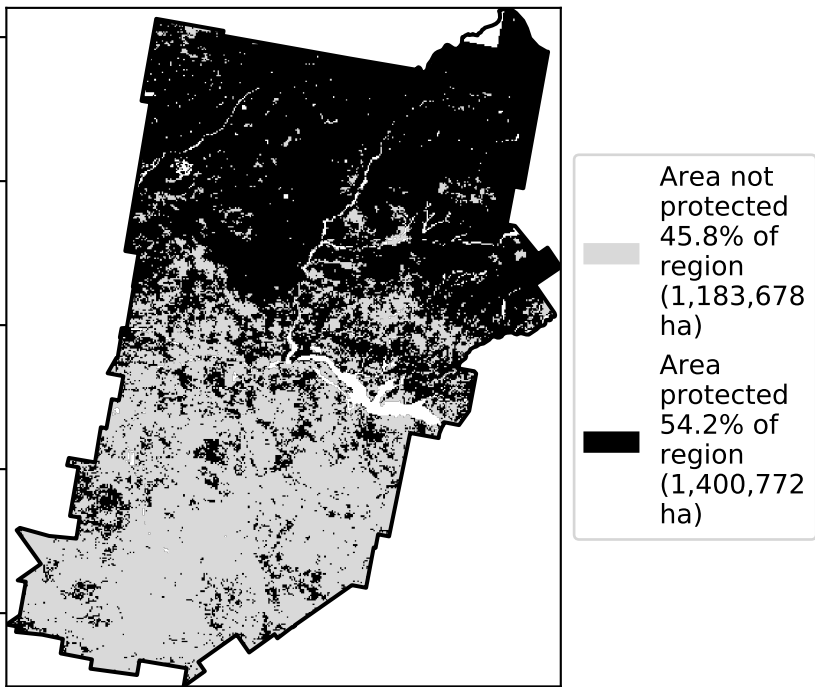 Area not
protected
45.8% of
region
(1,183,678
ha)
Area
protected
54.2% of
region
(1,400,772
ha)